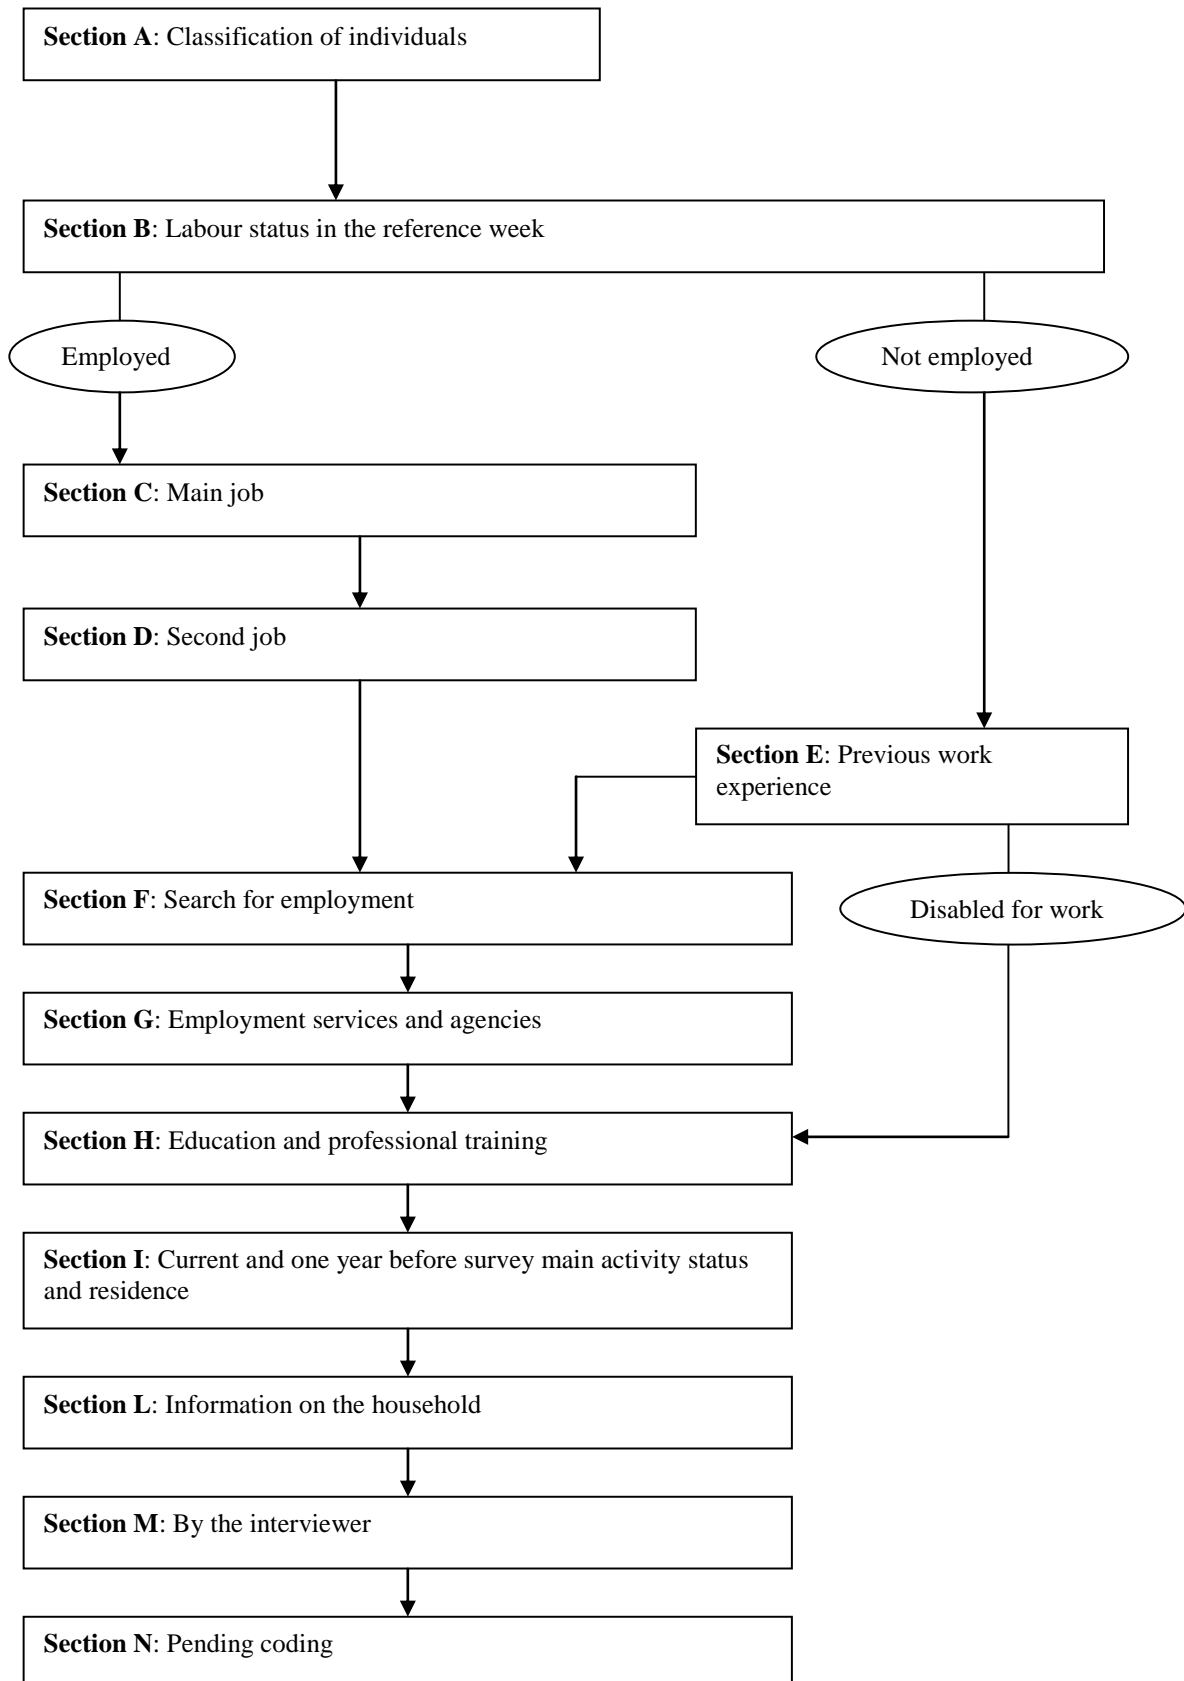 Section A: Classification of individuals
Section B: Labour status in the reference week
Employed
Not employed
Section C: Main job
Section D: Second job
Section E: Previous work
experience
Section F: Search for employment
Disabled for work
Section G: Employment services and agencies
Section H: Education and professional training
Section I: Current and one year before survey main activity status
and residence
Section L: Information on the household
Section M: By the interviewer
Section N: Pending coding